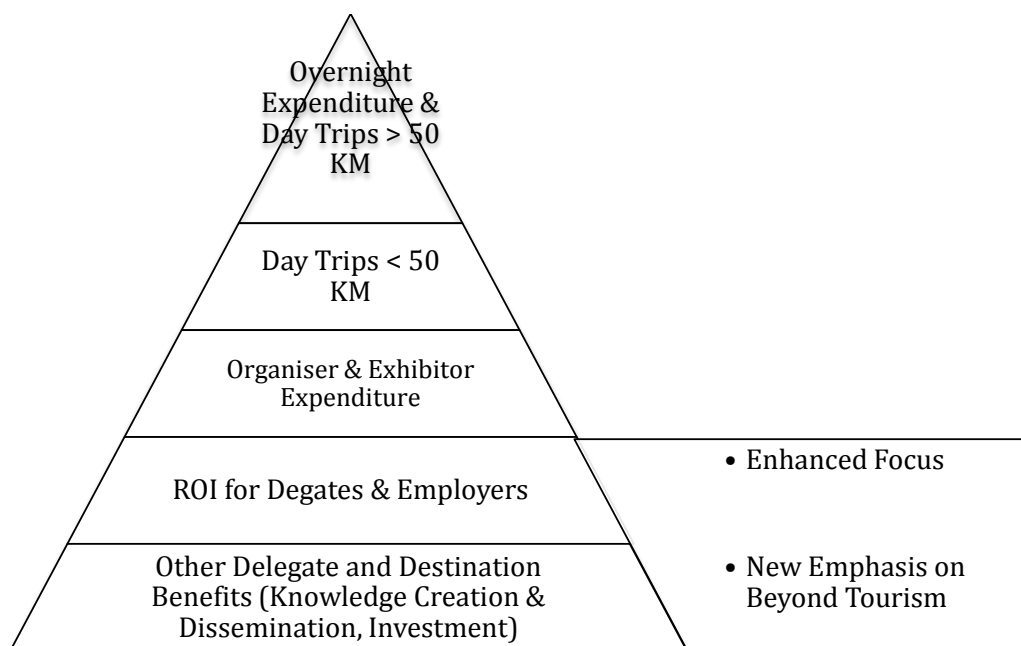 Overnight
Expenditure &
Day Trips > 50
KM
Day Trips < 50
KM
Organiser & Exhibitor
Expenditure
ROI for Degates & Employers
• Enhanced Focus
Other Delegate and Destination
Benefits (Knowledge Creation &
Dissemination, Investment)
• New Emphasis on
Beyond Tourism